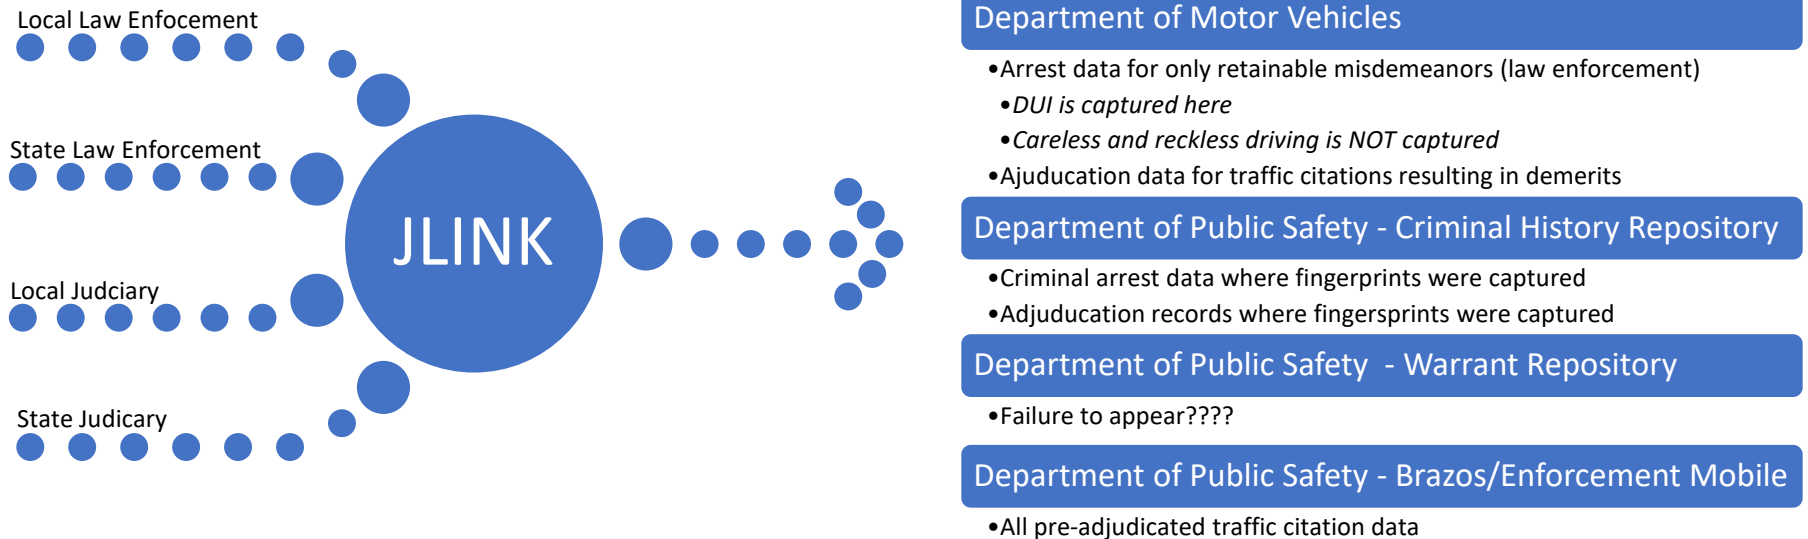 Local Law Enfocement
State Law Enforcement
Local Judciary
State Judicary
JLINK
Department of Motor Vehicles
•Arrest data for only retainable misdemeanors (law enforcement)
•DUI is captured here
•Careless and reckless driving is NOT captured
•Ajuducation data for traffic citations resulting in demerits
Department of Public Safety - Criminal History Repository
•Criminal arrest data where fingerprints were captured
•Adjuducation records where fingersprints were captured
Department of Public Safety - Warrant Repository
•Failure to appear????
Department of Public Safety - Brazos/Enforcement Mobile
•All pre-adjudicated traffic citation data